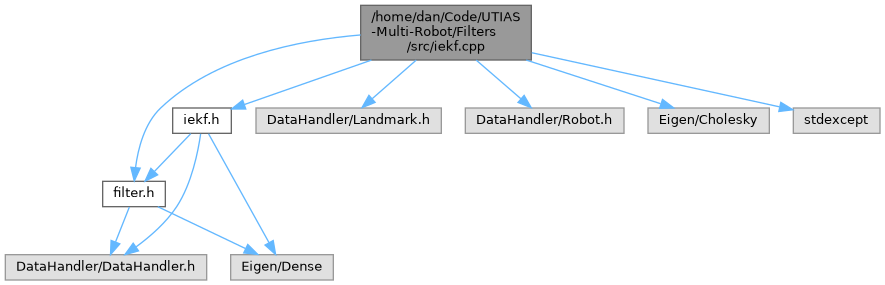 /home/dan/Code/UTIAS
-Multi-Robot/Filters
/src/iekf.cpp
iekf.h
DataHandler/Landmark.h
DataHandler/Robot.h
Eigen/Cholesky
stdexcept
filter.h
DataHandler/DataHandler.h
Eigen/Dense